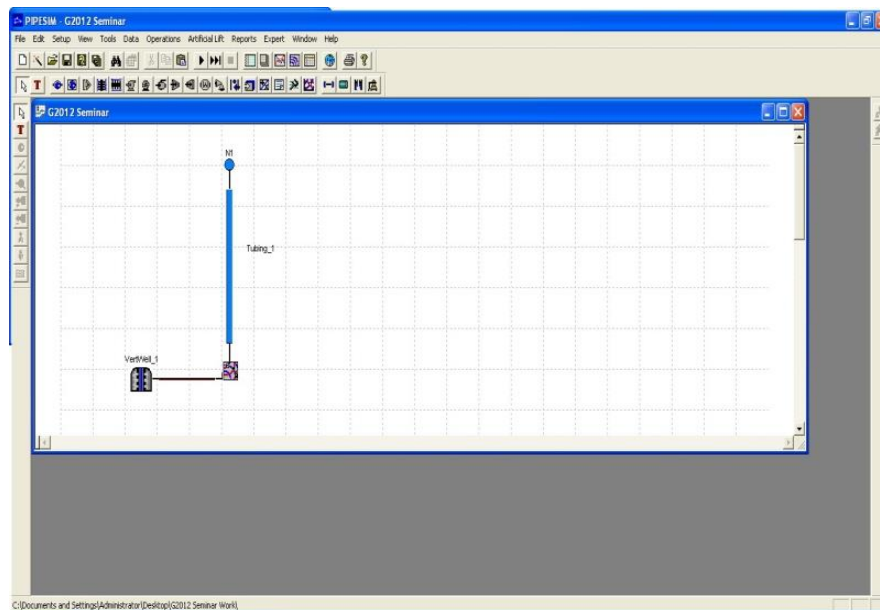 PIPESIM - G2012 Seminar
File Edit Setup View Tools Data Operations Artificial Lift Reports Expert Window Help
T
G2012 Seminar
T
N1
Tubing_1
VertWell_1
C:\Documents and Settings\Administrator\Desktop\G2012 Seminar Work\,